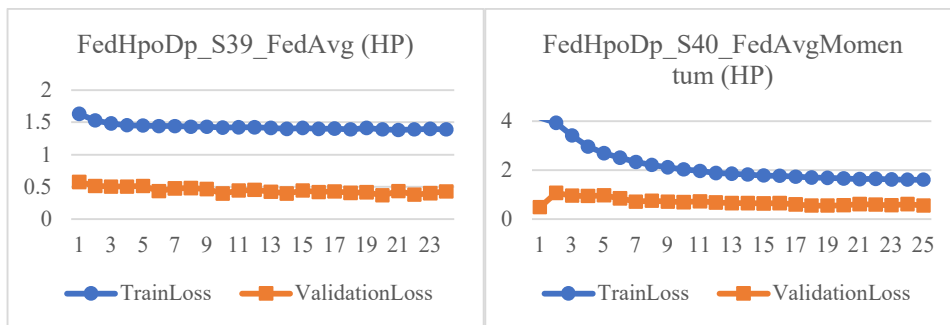 FedHpoDp_S39_FedAvg (HP)
2
1.5
1
0.5
0
1 3 5 7 9 11 13 15 17 19 21 23
TrainLoss ValidationLoss
FedHpoDp_S40_FedAvgMomen
tum (HP)
4
2
0
1 3 5 7 9 11 13 15 17 19 21 23 25
TrainLoss ValidationLoss